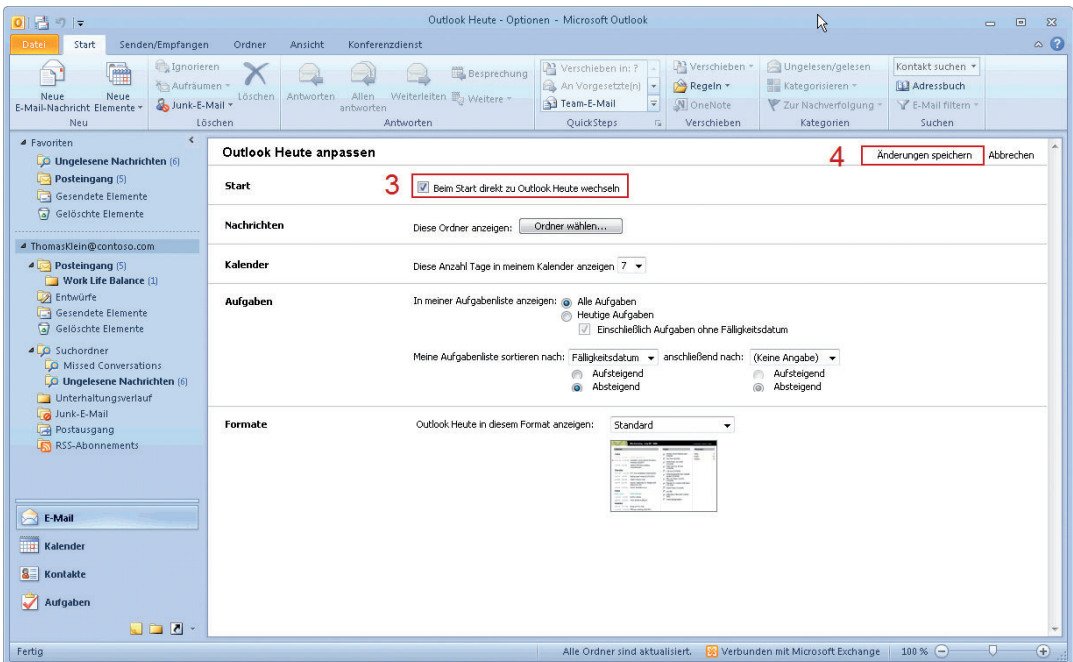 Outlook Heute - Optionen - Microsoft Outlook
Datei Start Senden/Empfangen Ordner Ansicht Konferenzdienst
Neue E-Mail-Nachricht
Neue Elemente
Neu
Ignorieren
Aufräumen
Junk-E-Mail
Löschen
Löschen
Antworten
Allen antworten
Weiterleiten
Besprechung
Weitere
Antworten
Verschieben in: ?
An Vorgesetzte(n)
Team-E-Mail
QuickSteps
Verschieben
Regeln
OneNote
Verschieben
Ungelesen/gelesen
Kategorisieren
Zur Nachverfolgung
Kategorien
Kontakt suchen
Adressbuch
E-Mail filtern
Suchen
Favoriten
Ungelesene Nachrichten (6)
Posteingang (5)
Gesendete Elemente
Gelöschte Elemente
ThomasKlein@contoso.com
Posteingang (5)
Work Life Balance (1)
Entwürfe
Gesendete Elemente
Gelöschte Elemente
Suchordner
Missed Conversations
Ungelesene Nachrichten (6)
Unterhaltungsverlauf
Junk-E-Mail
Postausgang
RSS-Abonnements
E-Mail
Kalender
Kontakte
Aufgaben
Outlook Heute anpassen 4 Änderungen speichern Abbrechen
Start 3 Beim Start direkt zu Outlook Heute wechseln
Nachrichten Diese Ordner anzeigen: Ordner wählen...
Kalender Diese Anzahl Tage in meinem Kalender anzeigen 7
Aufgaben In meiner Aufgabenliste anzeigen: Alle Aufgaben
Heutige Aufgaben
Einschließlich Aufgaben ohne Fälligkeitsdatum
Meine Aufgabenliste sortieren nach: Fälligkeitsdatum anschließend nach: (Keine Angabe)
Aufsteigend Aufsteigend
Absteigend Absteigend
Formate Outlook Heute in diesem Format anzeigen: Standard
Fertig Alle Ordner sind aktualisiert. Verbunden mit Microsoft Exchange 100 %